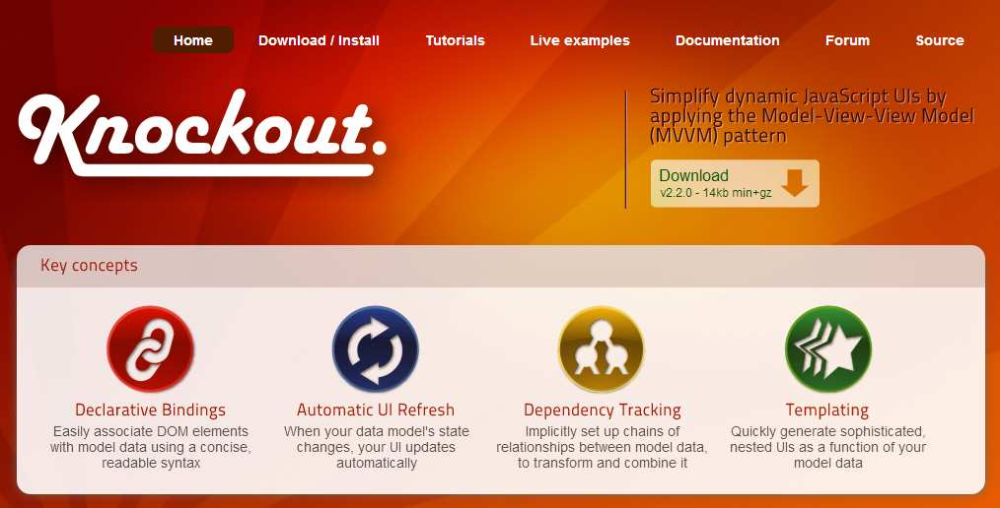 Home Download / Install Tutorials Live examples Documentation Forum Source
Knockout.
Simplify dynamic JavaScript UIs by
applying the Model-View-View Model
(MVVM) pattern
Download
v2.2.0 - 14kb min+gz
Key concepts
Declarative Bindings
Easily associate DOM elements
with model data using a concise,
readable syntax
Automatic UI Refresh
When your data model's state
changes, your UI updates
automatically
Dependency Tracking
Implicitly set up chains of
relationships between model data,
to transform and combine it
Templating
Quickly generate sophisticated,
nested UIs as a function of your
model data